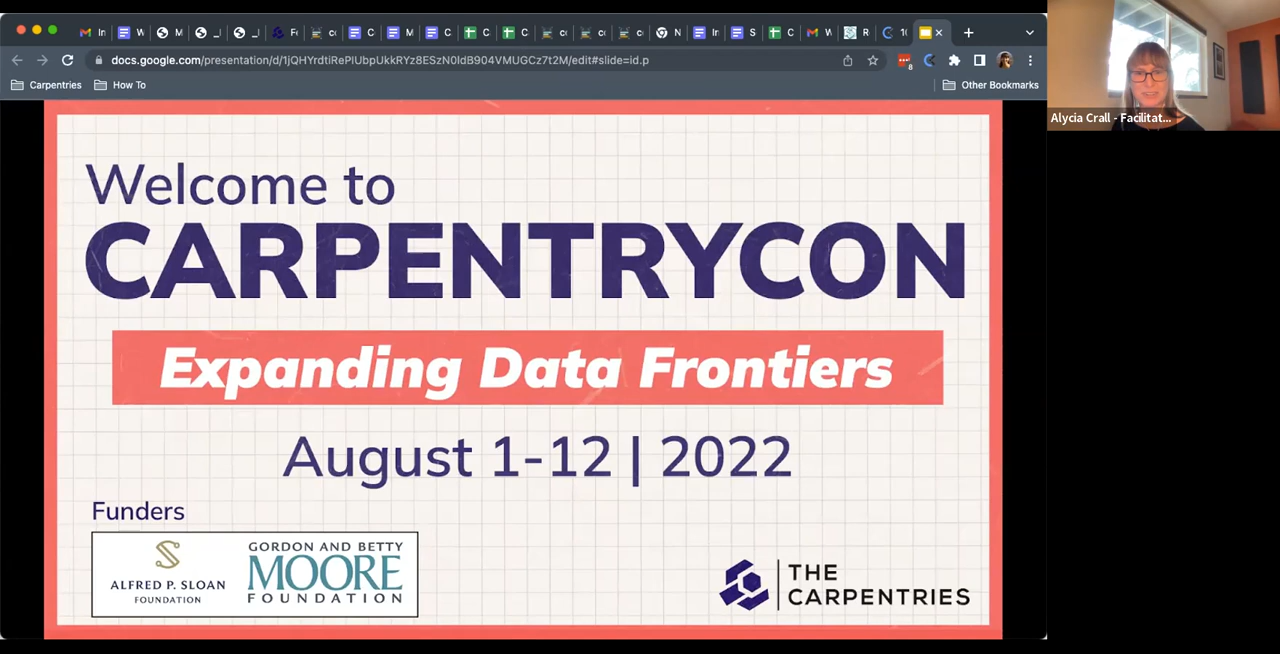 docs.google.com/presentation/d/1jQHYrdtiRePIUbpUkkRYz8ESzN0ldB904VMUGCz7t2M/edit#slide=id.p
8
Carpentries
How To
Other Bookmarks
Alycia Crall - Facilitat...
Welcome to
CARPENTRYCON
Expanding Data Frontiers
August 1-12 | 2022
Funders
ALFRED P. SLOAN
FOUNDATION
GORDON AND BETTY
MOORE
FOUNDATION
THE
CARPENTRIES